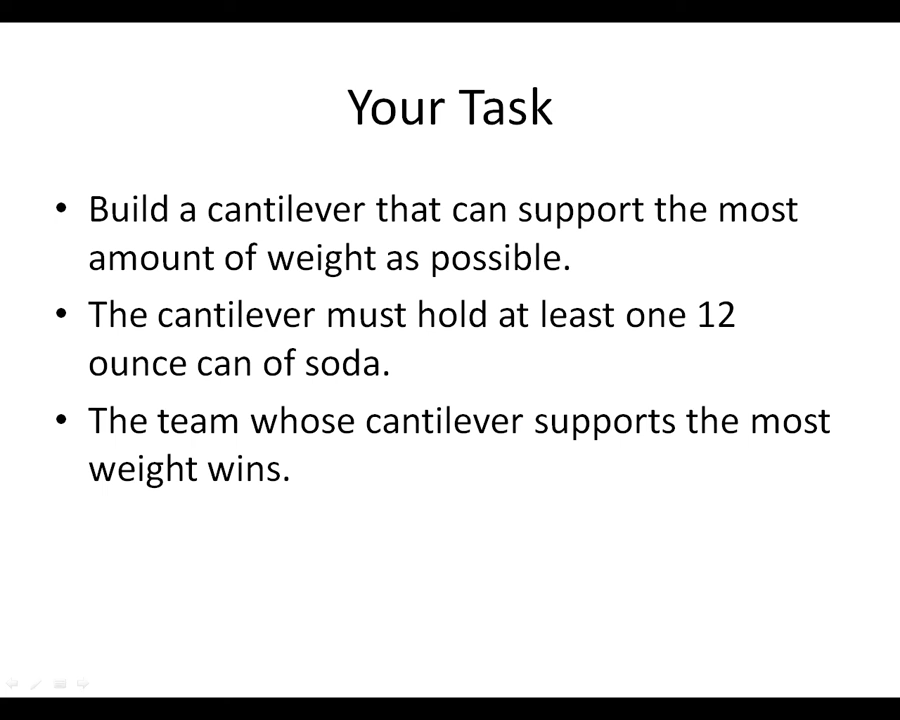 Your Task
• Build a cantilever that can support the most
amount of weight as possible.
• The cantilever must hold at least one 12
ounce can of soda.
• The team whose cantilever supports the most
weight wins.